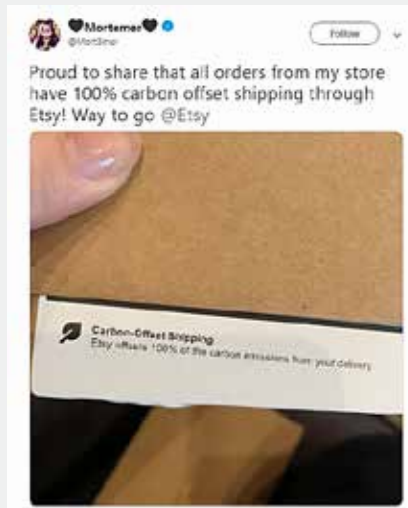 🖤Mortemer🖤
Follow
Proud to share that all orders from my store
have 100% carbon offset shipping through
Etsy! Way to go @Etsy
Carbon-Offset Shipping
Etsy offsets 100% of the carbon emissions from your delivery